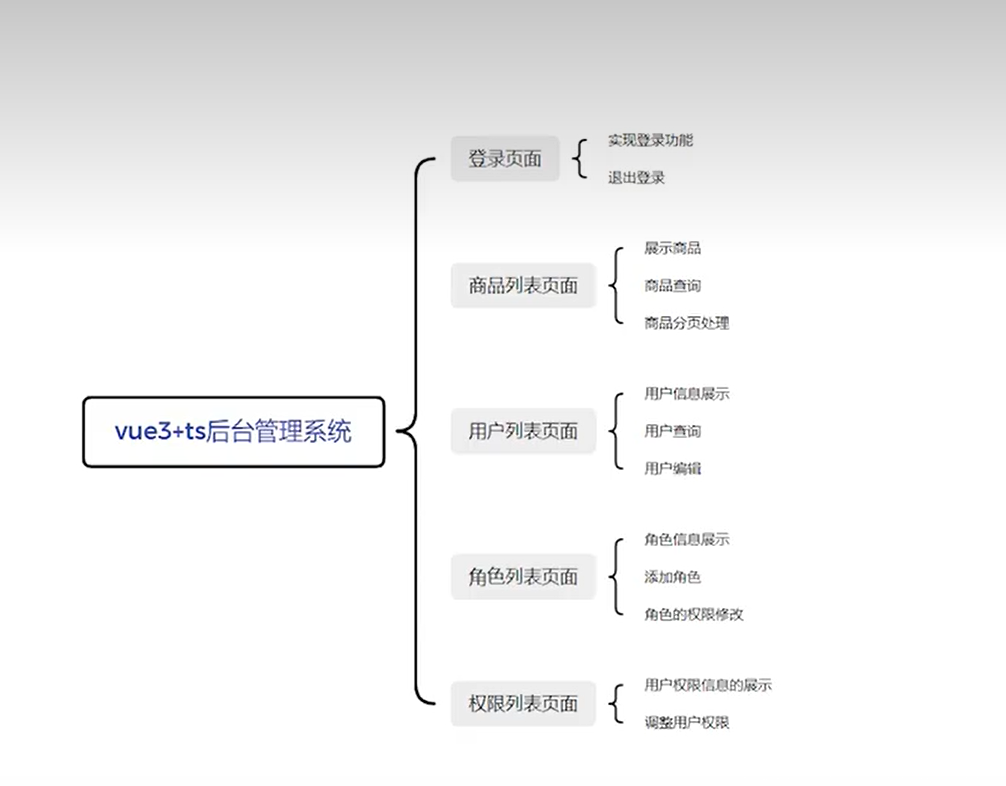 登录页面
实现登录功能
退出登录
商品列表页面
展示商品
商品查询
商品分页处理
vue3+ts后台管理系统
用户列表页面
用户信息展示
用户查询
用户编辑
角色列表页面
角色信息展示
添加角色
角色的权限修改
权限列表页面
用户权限信息的展示
调整用户权限